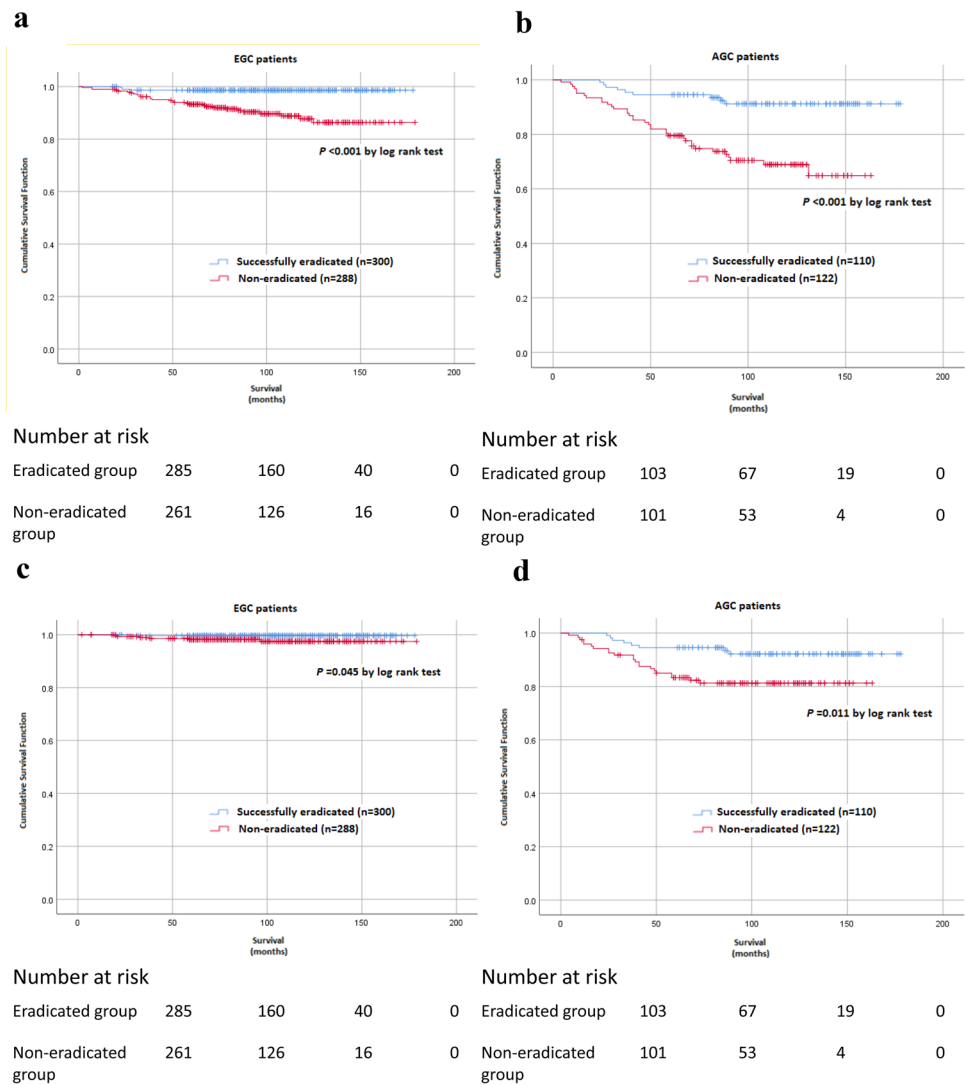 a
EGC patients
1.0
0.8
0.6
0.4
0.2
0.0
Cumulative Survival Function
P <0.001 by log rank test
Successfully eradicated (n=300)
Non-eradicated (n=288)
0 50 100 150 200
Survival
(months)
Number at risk
Eradicated group 285 160 40 0
Non-eradicated 261 126 16 0
group
b
AGC patients
1.0
0.8
0.6
0.4
0.2
0.0
Cumulative Survival Function
P <0.001 by log rank test
Successfully eradicated (n=110)
Non-eradicated (n=122)
0 50 100 150 200
Survival
(months)
Number at risk
Eradicated group 103 67 19 0
Non-eradicated 101 53 4 0
group
c
EGC patients
1.0
0.8
0.6
0.4
0.2
0.0
Cumulative Survival Function
P =0.045 by log rank test
Successfully eradicated (n=300)
Non-eradicated (n=288)
0 50 100 150 200
Survival
(months)
Number at risk
Eradicated group 285 160 40 0
Non-eradicated 261 126 16 0
group
d
AGC patients
1.0
0.8
0.6
0.4
0.2
0.0
Cumulative Survival Function
P =0.011 by log rank test
Successfully eradicated (n=110)
Non-eradicated (n=122)
0 50 100 150 200
Survival
(months)
Number at risk
Eradicated group 103 67 19 0
Non-eradicated 101 53 4 0
group